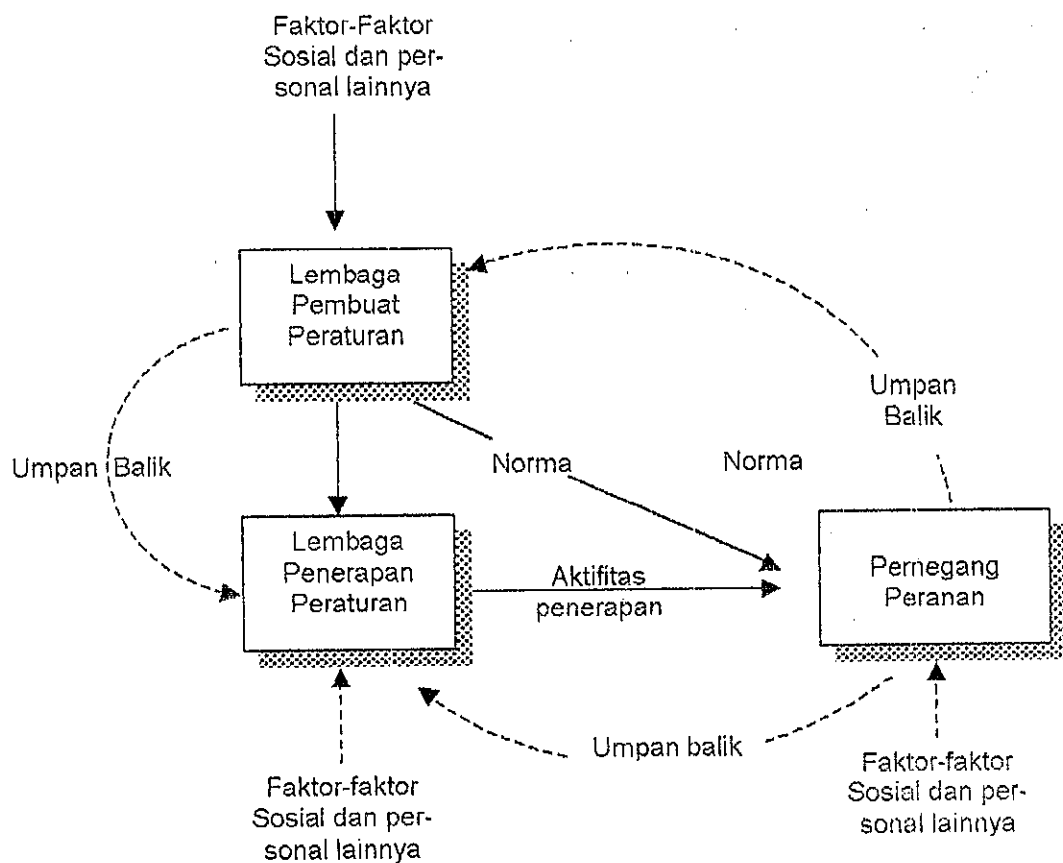 Faktor-Faktor
Sosial dan per-
sonal lainnya
Lembaga
Pembuat
Peraturan
Umpan
Balik
Umpan Balik
Norma
Norma
Lembaga
Penerapan
Peraturan
Aktifitas
penerapan
Pemegang
Peranan
Umpan balik
Faktor-faktor
Sosial dan per-
sonal lainnya
Faktor-faktor
Sosial dan per-
sonal lainnya